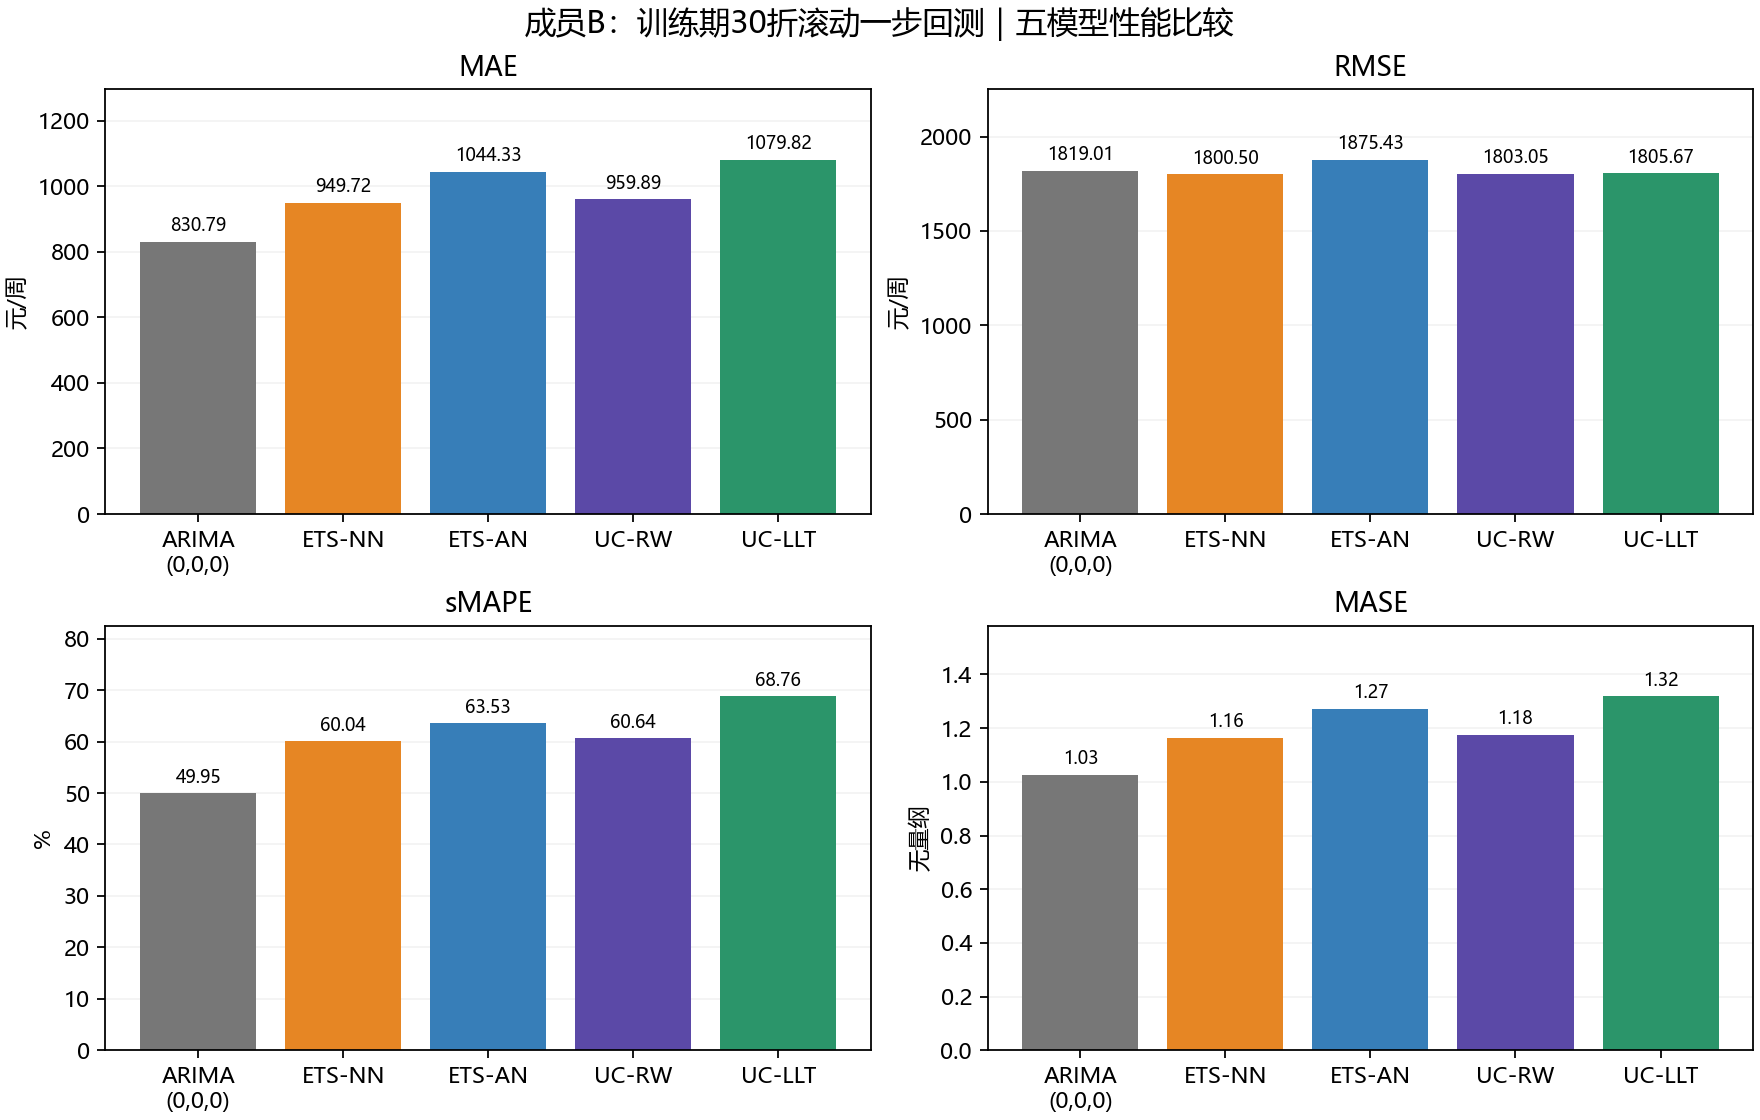 成员B：训练期30折滚动一步回测｜五模型性能比较
MAE
元/周
1200
1000
800
600
400
200
0
830.79
949.72
1044.33
959.89
1079.82
ARIMA
(0,0,0)
ETS-NN
ETS-AN
UC-RW
UC-LLT
RMSE
元/周
2000
1500
1000
500
0
1819.01
1800.50
1875.43
1803.05
1805.67
ARIMA
(0,0,0)
ETS-NN
ETS-AN
UC-RW
UC-LLT
sMAPE
%
80
70
60
50
40
30
20
10
0
49.95
60.04
63.53
60.64
68.76
ARIMA
(0,0,0)
ETS-NN
ETS-AN
UC-RW
UC-LLT
MASE
无量纲
1.4
1.2
1.0
0.8
0.6
0.4
0.2
0.0
1.03
1.16
1.27
1.18
1.32
ARIMA
(0,0,0)
ETS-NN
ETS-AN
UC-RW
UC-LLT